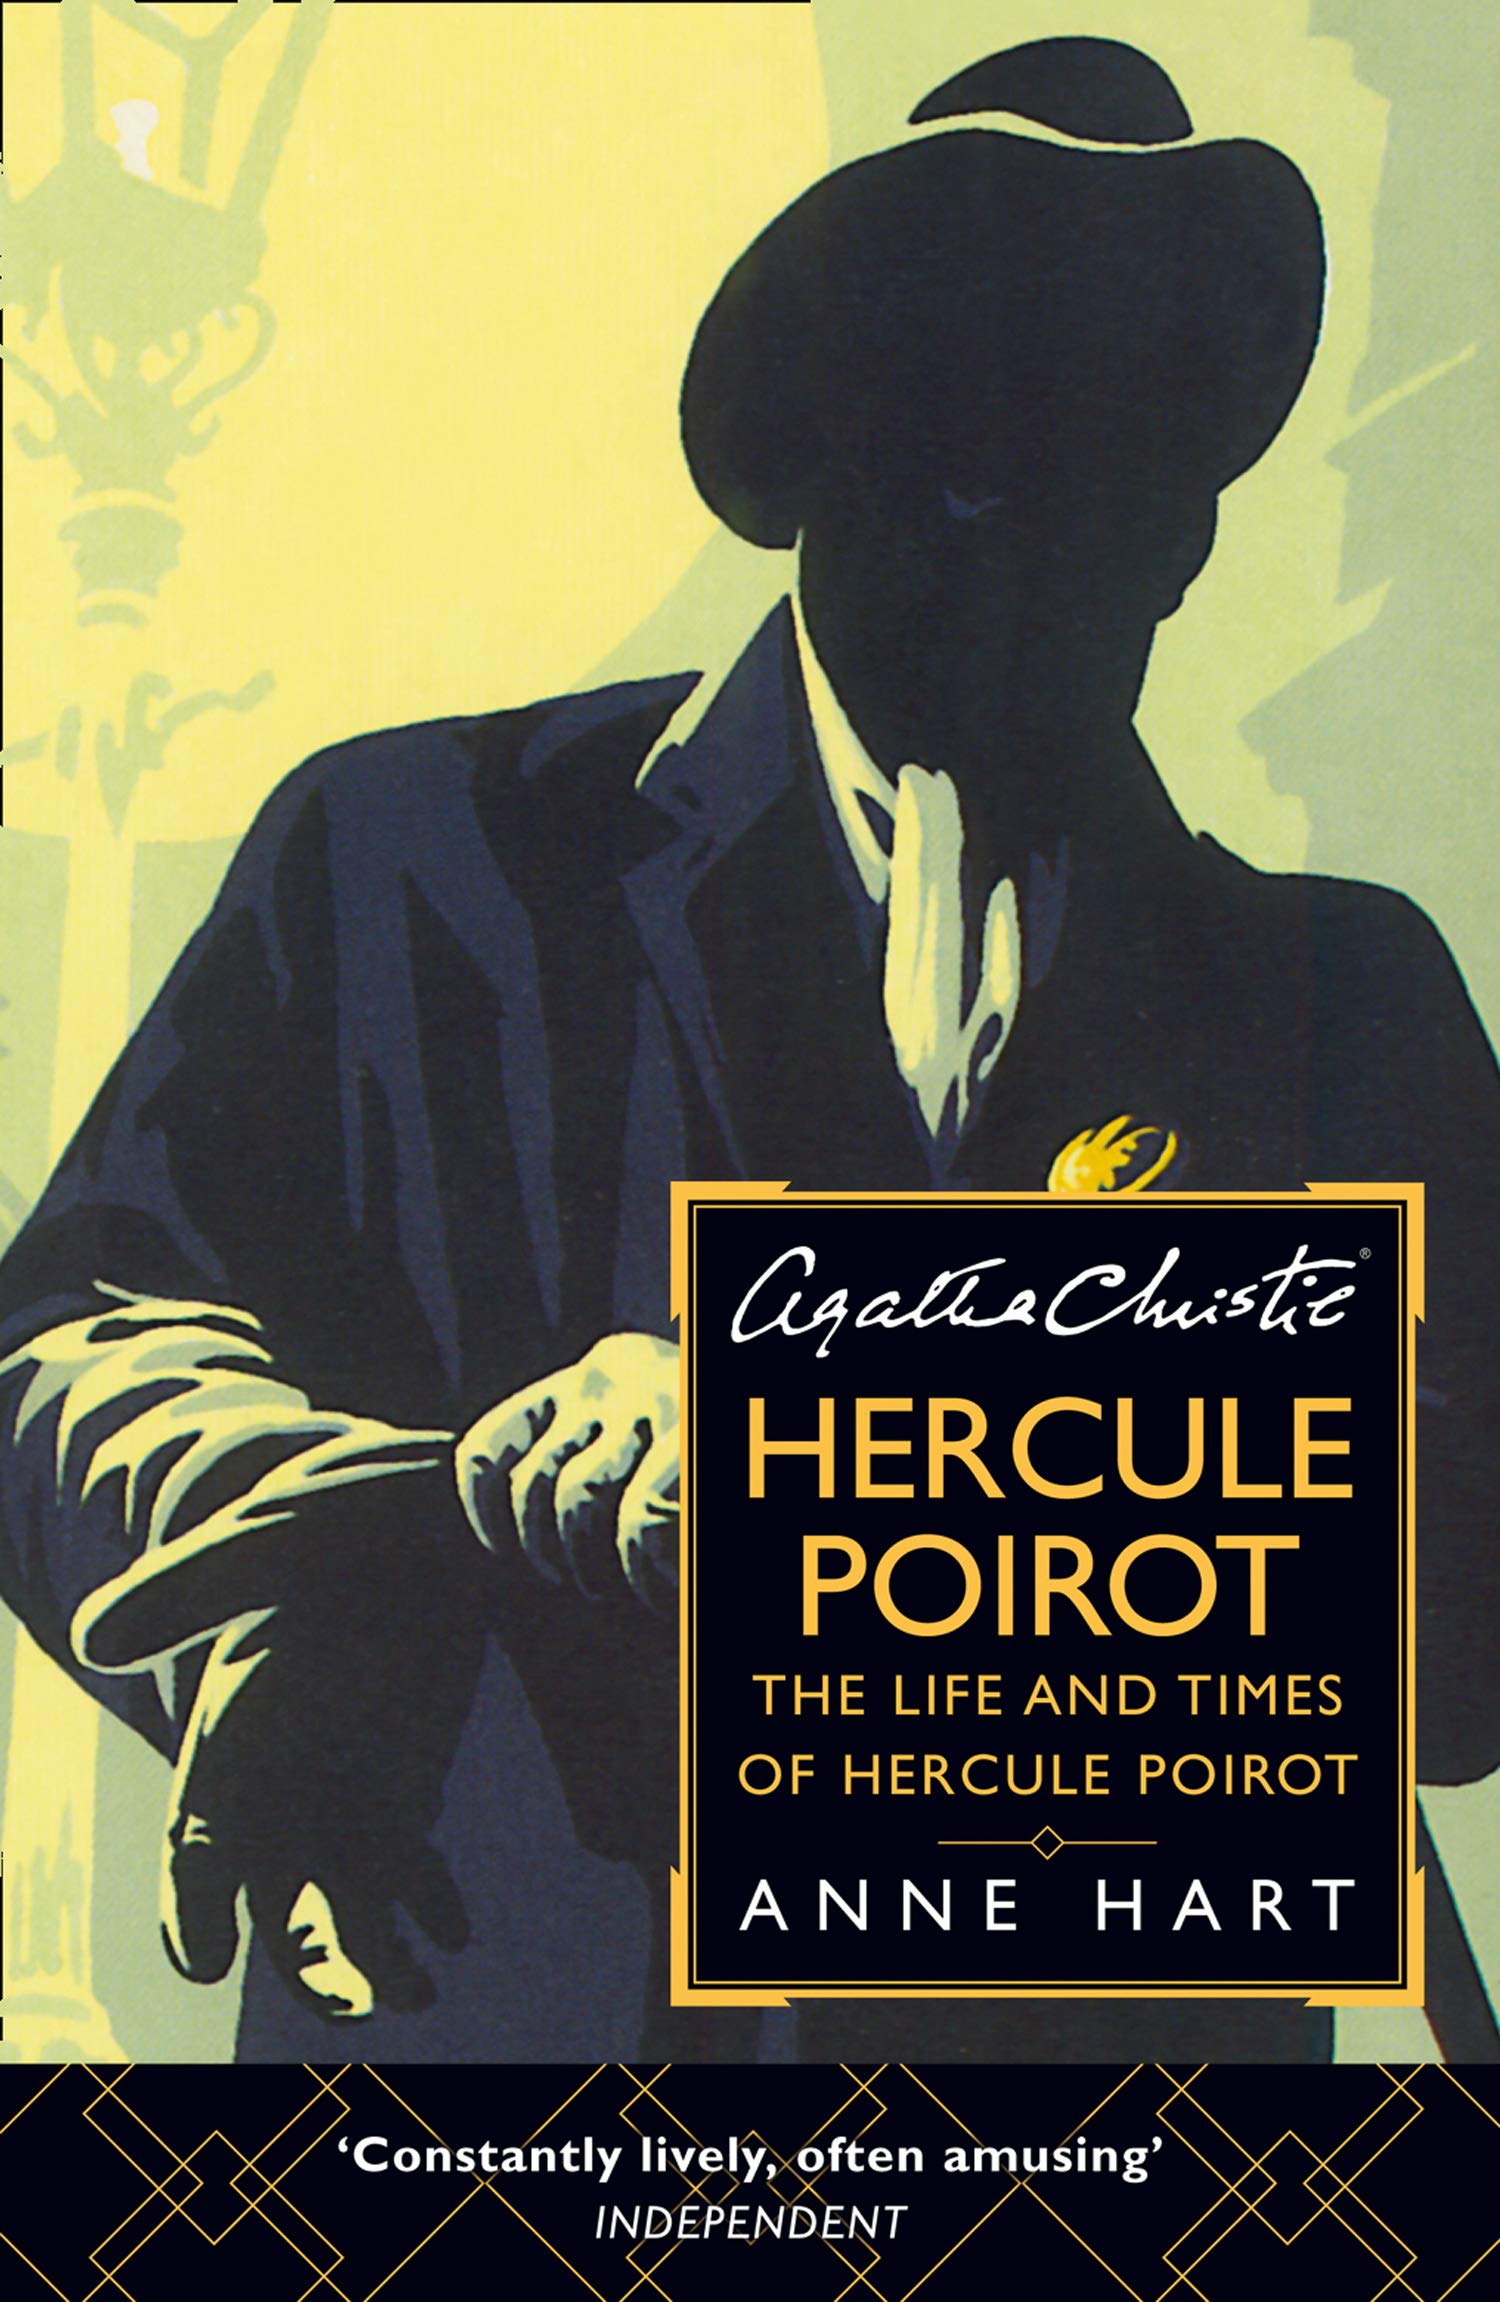 Agatha Christie®
HERCULE
POIROT
THE LIFE AND TIMES
OF HERCULE POIROT
ANNE HART
‘Constantly lively, often amusing’
INDEPENDENT